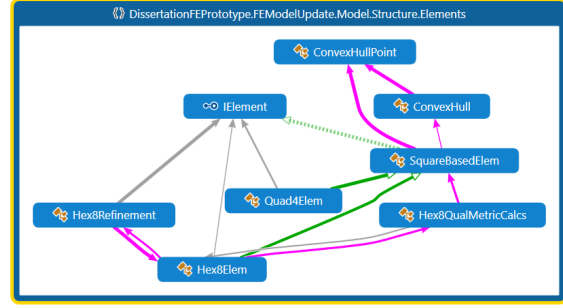 DissertationFEPrototype.FEModelUpdate.Model.Structure.Elements
ConvexHullPoint
IElement
ConvexHull
SquareBasedElem
Quad4Elem
Hex8Refinement
Hex8QualMetricCalcs
Hex8Elem